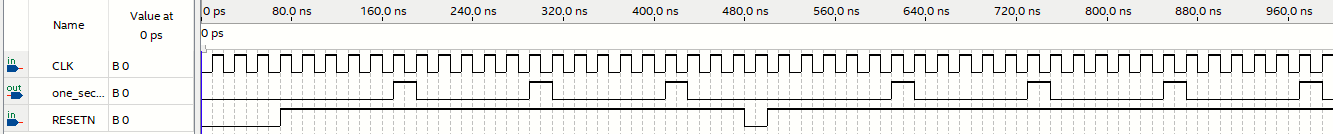 Name
Value at
0 ps
0 ps 80.0 ns 160.0 ns 240.0 ns 320.0 ns 400.0 ns 480.0 ns 560.0 ns 640.0 ns 720.0 ns 800.0 ns 880.0 ns 960.0 ns
0 ps
in CLK B 0
out one_sec... B 0
in RESETN B 0